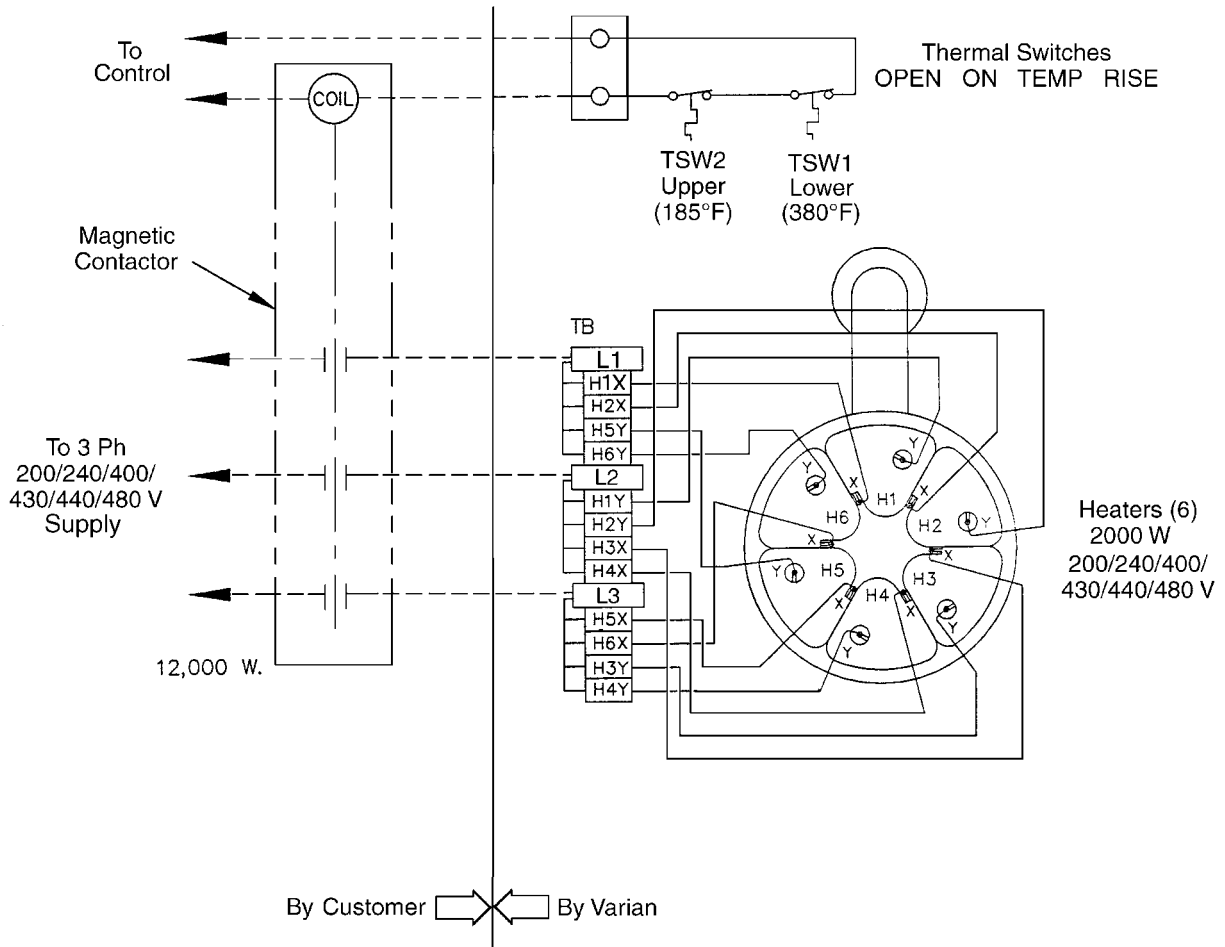 To
Control
COIL
Thermal Switches
OPEN ON TEMP RISE
TSW2
Upper
(185°F)
TSW1
Lower
(380°F)
Magnetic
Contactor
TB
L1
H1X
H2X
H5Y
H6Y
L2
H1Y
H2Y
H3X
H4X
L3
H5X
H6X
H3Y
H4Y
To 3 Ph
200/240/400/
430/440/480 V
Supply
12,000 W.
Y
X
H1
X
H2
Y
X
H3
Y
X
H4
Y
X
H5
Y
X
H6
Y
Heaters (6)
2000 W
200/240/400/
430/440/480 V
By Customer
By Varian